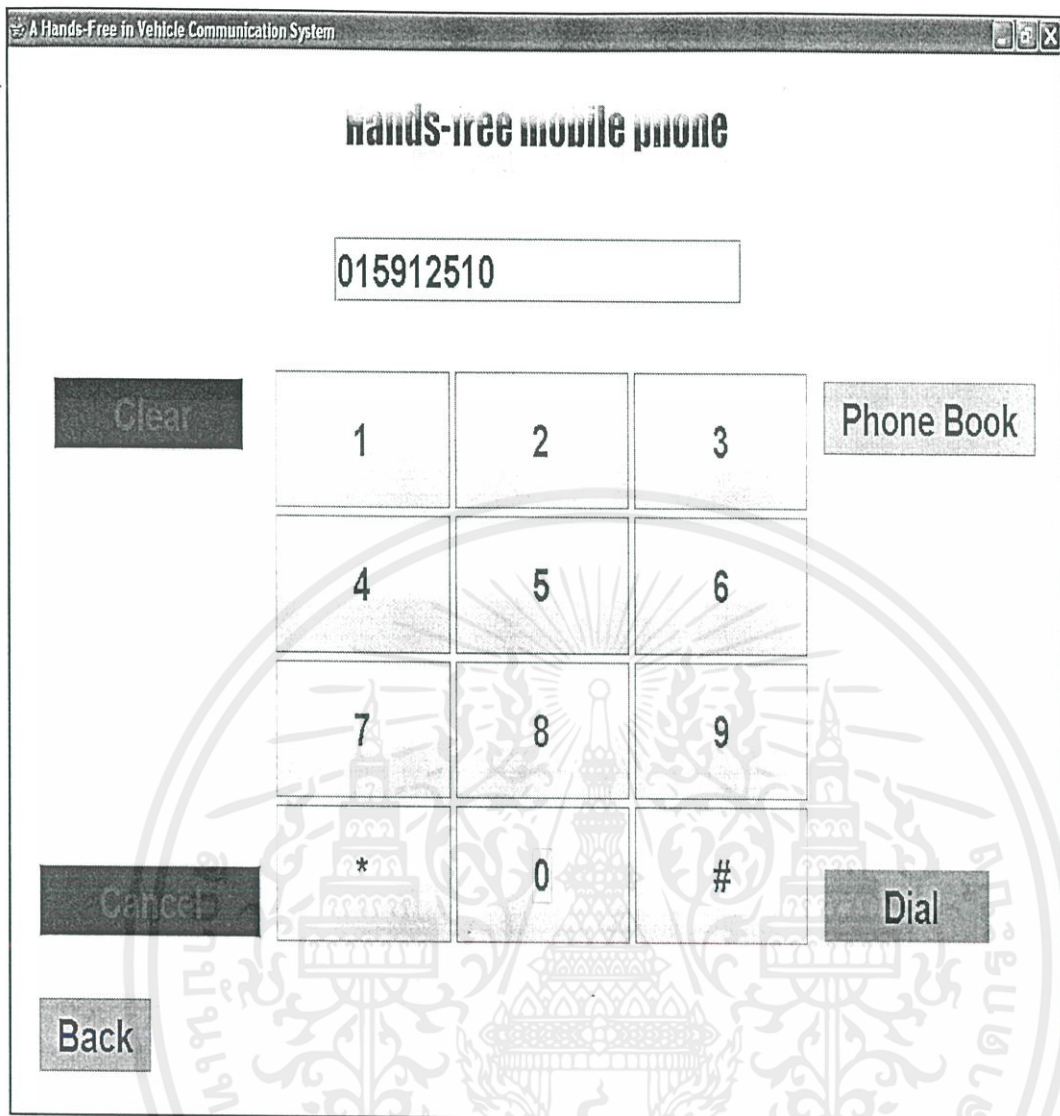 A Hands-Free in Vehicle Communication System
Hands-free mobile phone
015912510
Clear
1 2 3
Phone Book
4 5 6
7 8 9
* 0 #
Cancel
Dial
Back